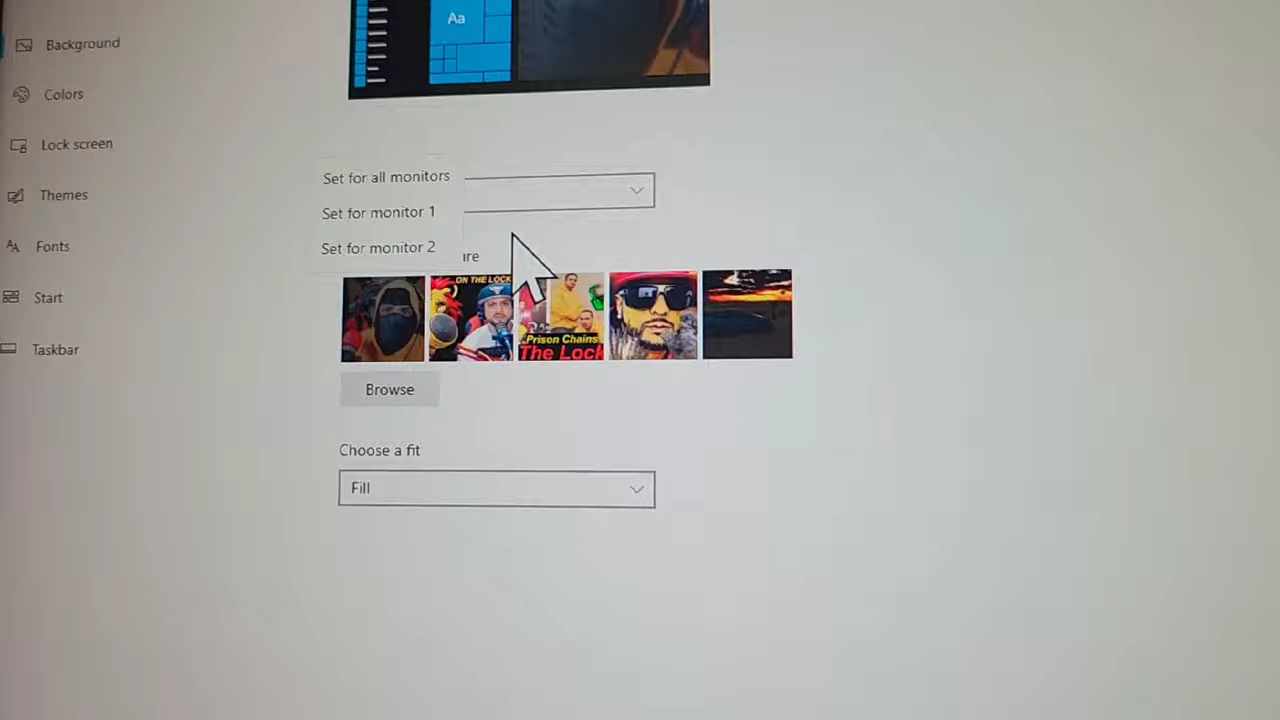 Aa
Background
Colors
Lock screen
Themes
Fonts
Start
Taskbar
Set for all monitors
Set for monitor 1
Set for monitor 2
ure
ON THE LOCK
Prison Chains
The Lock
Browse
Choose a fit
Fill